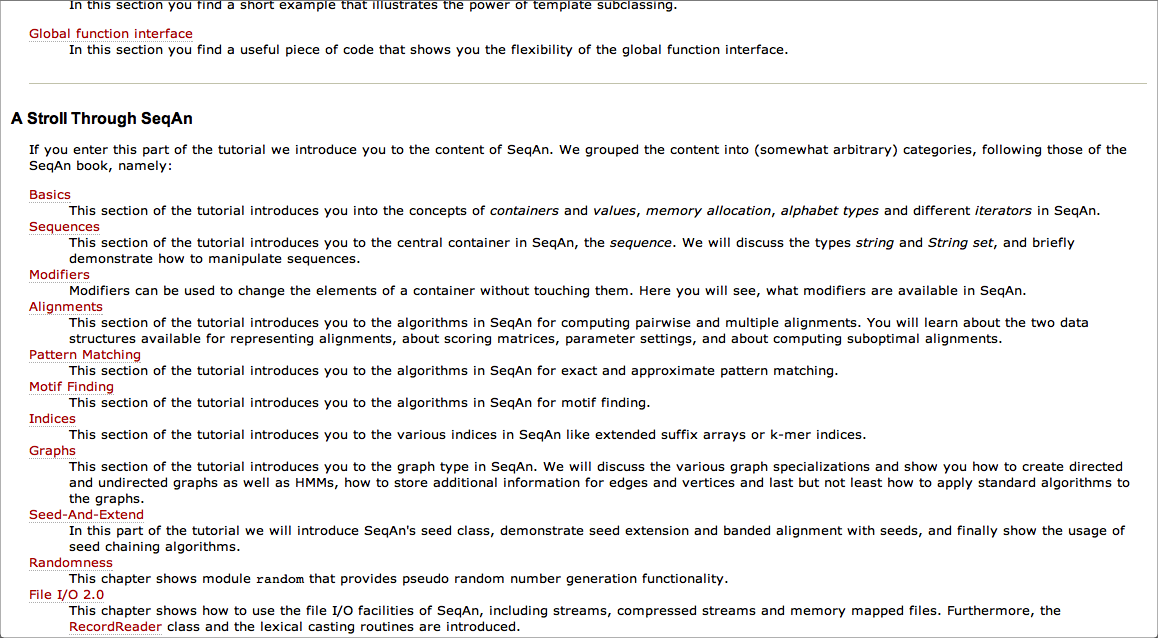 In this section you find a short example that illustrates the power of template subclassing.
Global function interface
In this section you find a useful piece of code that shows you the flexibility of the global function interface.
A Stroll Through SeqAn
If you enter this part of the tutorial we introduce you to the content of SeqAn. We grouped the content into (somewhat arbitrary) categories, following those of the
SeqAn book, namely:
Basics
This section of the tutorial introduces you into the concepts of containers and values, memory allocation, alphabet types and different iterators in SeqAn.
Sequences
This section of the tutorial introduces you to the central container in SeqAn, the sequence. We will discuss the types string and String set, and briefly
demonstrate how to manipulate sequences.
Modifiers
Modifiers can be used to change the elements of a container without touching them. Here you will see, what modifiers are available in SeqAn.
Alignments
This section of the tutorial introduces you to the algorithms in SeqAn for computing pairwise and multiple alignments. You will learn about the two data
structures available for representing alignments, about scoring matrices, parameter settings, and about computing suboptimal alignments.
Pattern Matching
This section of the tutorial introduces you to the algorithms in SeqAn for exact and approximate pattern matching.
Motif Finding
This section of the tutorial introduces you to the algorithms in SeqAn for motif finding.
Indices
This section of the tutorial introduces you to the various indices in SeqAn like extended suffix arrays or k-mer indices.
Graphs
This section of the tutorial introduces you to the graph type in SeqAn. We will discuss the various graph specializations and show you how to create directed
and undirected graphs as well as HMMs, how to store additional information for edges and vertices and last but not least how to apply standard algorithms to
the graphs.
Seed-And-Extend
In this part of the tutorial we will introduce SeqAn's seed class, demonstrate seed extension and banded alignment with seeds, and finally show the usage of
seed chaining algorithms.
Randomness
This chapter shows module random that provides pseudo random number generation functionality.
File I/O 2.0
This chapter shows how to use the file I/O facilities of SeqAn, including streams, compressed streams and memory mapped files. Furthermore, the
RecordReader class and the lexical casting routines are introduced.